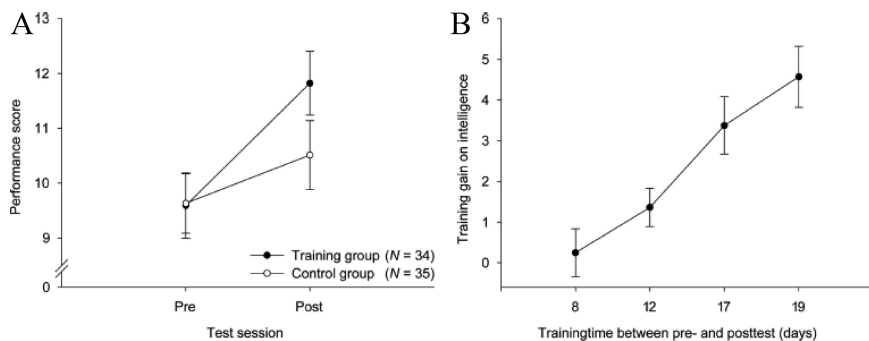 A
Performance score
13
12
11
10
9
0
Training group (N = 34)
Control group (N = 35)
Pre
Post
Test session
B
Training gain on intelligence
6
5
4
3
2
1
0
8
12
17
19
Trainingtime between pre- and posttest (days)